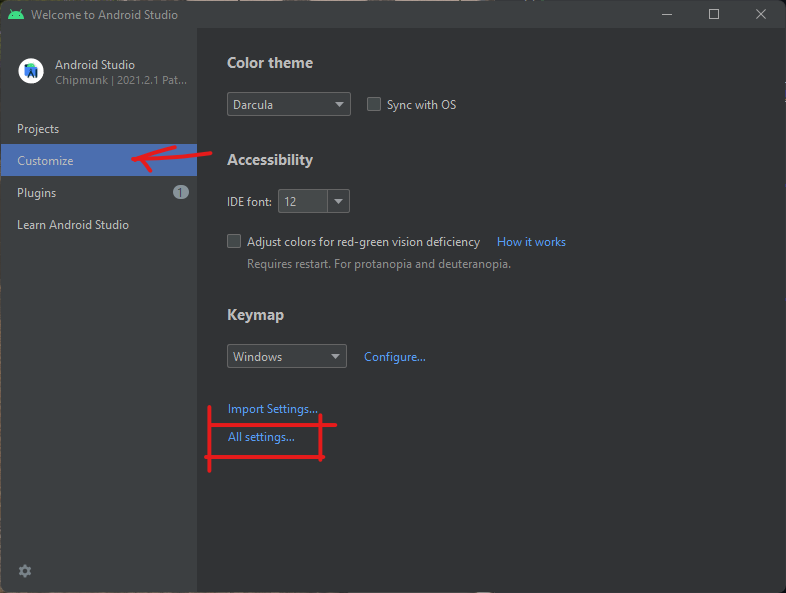 Welcome to Android Studio
Android Studio
Chipmunk | 2021.2.1 Pat...
Projects
Customize
Plugins
1
Learn Android Studio
Color theme
Darcula
Sync with OS
Accessibility
IDE font:
12
Adjust colors for red-green vision deficiency
How it works
Requires restart. For protanopia and deuteranopia.
Keymap
Windows
Configure...
Import Settings...
All settings...